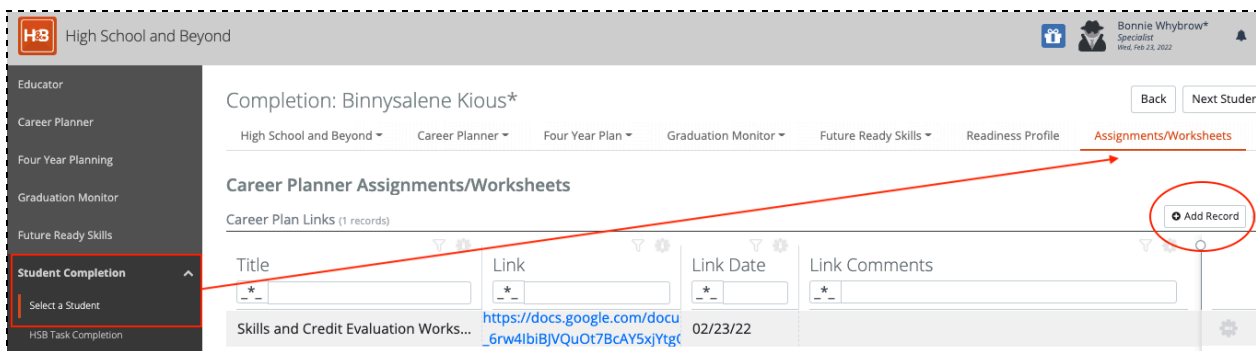 H&B High School and Beyond
Bonnie Whybrow*
Specialist
Wed, Feb 23, 2022
Educator
Career Planner
Four Year Planning
Graduation Monitor
Future Ready Skills
Student Completion
Select a Student
HSB Task Completion
Completion: Binnysalene Kious*
Back Next Studen
High School and Beyond Career Planner Four Year Plan Graduation Monitor Future Ready Skills Readiness Profile Assignments/Worksheets
Career Planner Assignments/Worksheets
Career Plan Links (1 records)
Add Record
Title Link Link Date Link Comments
_*_ _*_ _*_ _*_
Skills and Credit Evaluation Works... https://docs.google.com/docu 02/23/22
_6rw4IbiBJVQuOt7BcAY5xjYtg